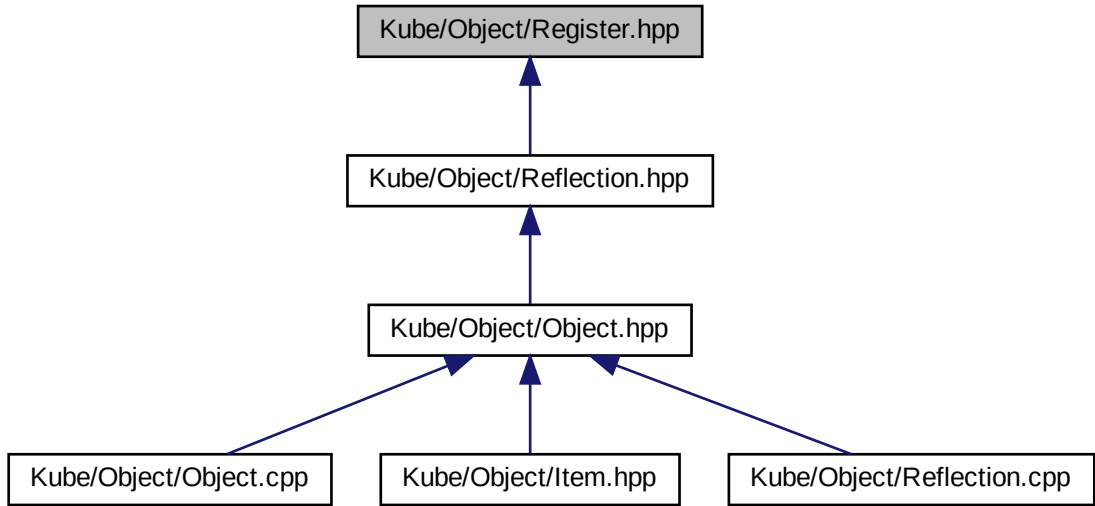 Kube/Object/Register.hpp
Kube/Object/Reflection.hpp
Kube/Object/Object.hpp
Kube/Object/Object.cpp
Kube/Object/Item.hpp
Kube/Object/Reflection.cpp